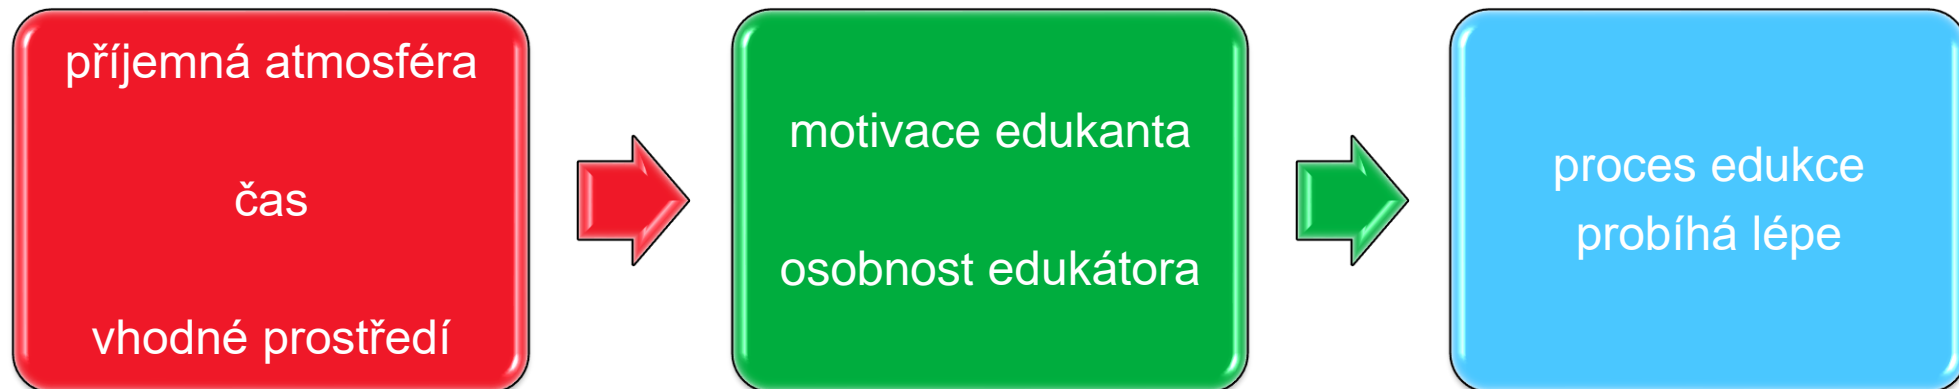 příjemná atmosféra
čas
vhodné prostředí
motivace edukanta
osobnost edukátora
proces edukce
probíhá lépe